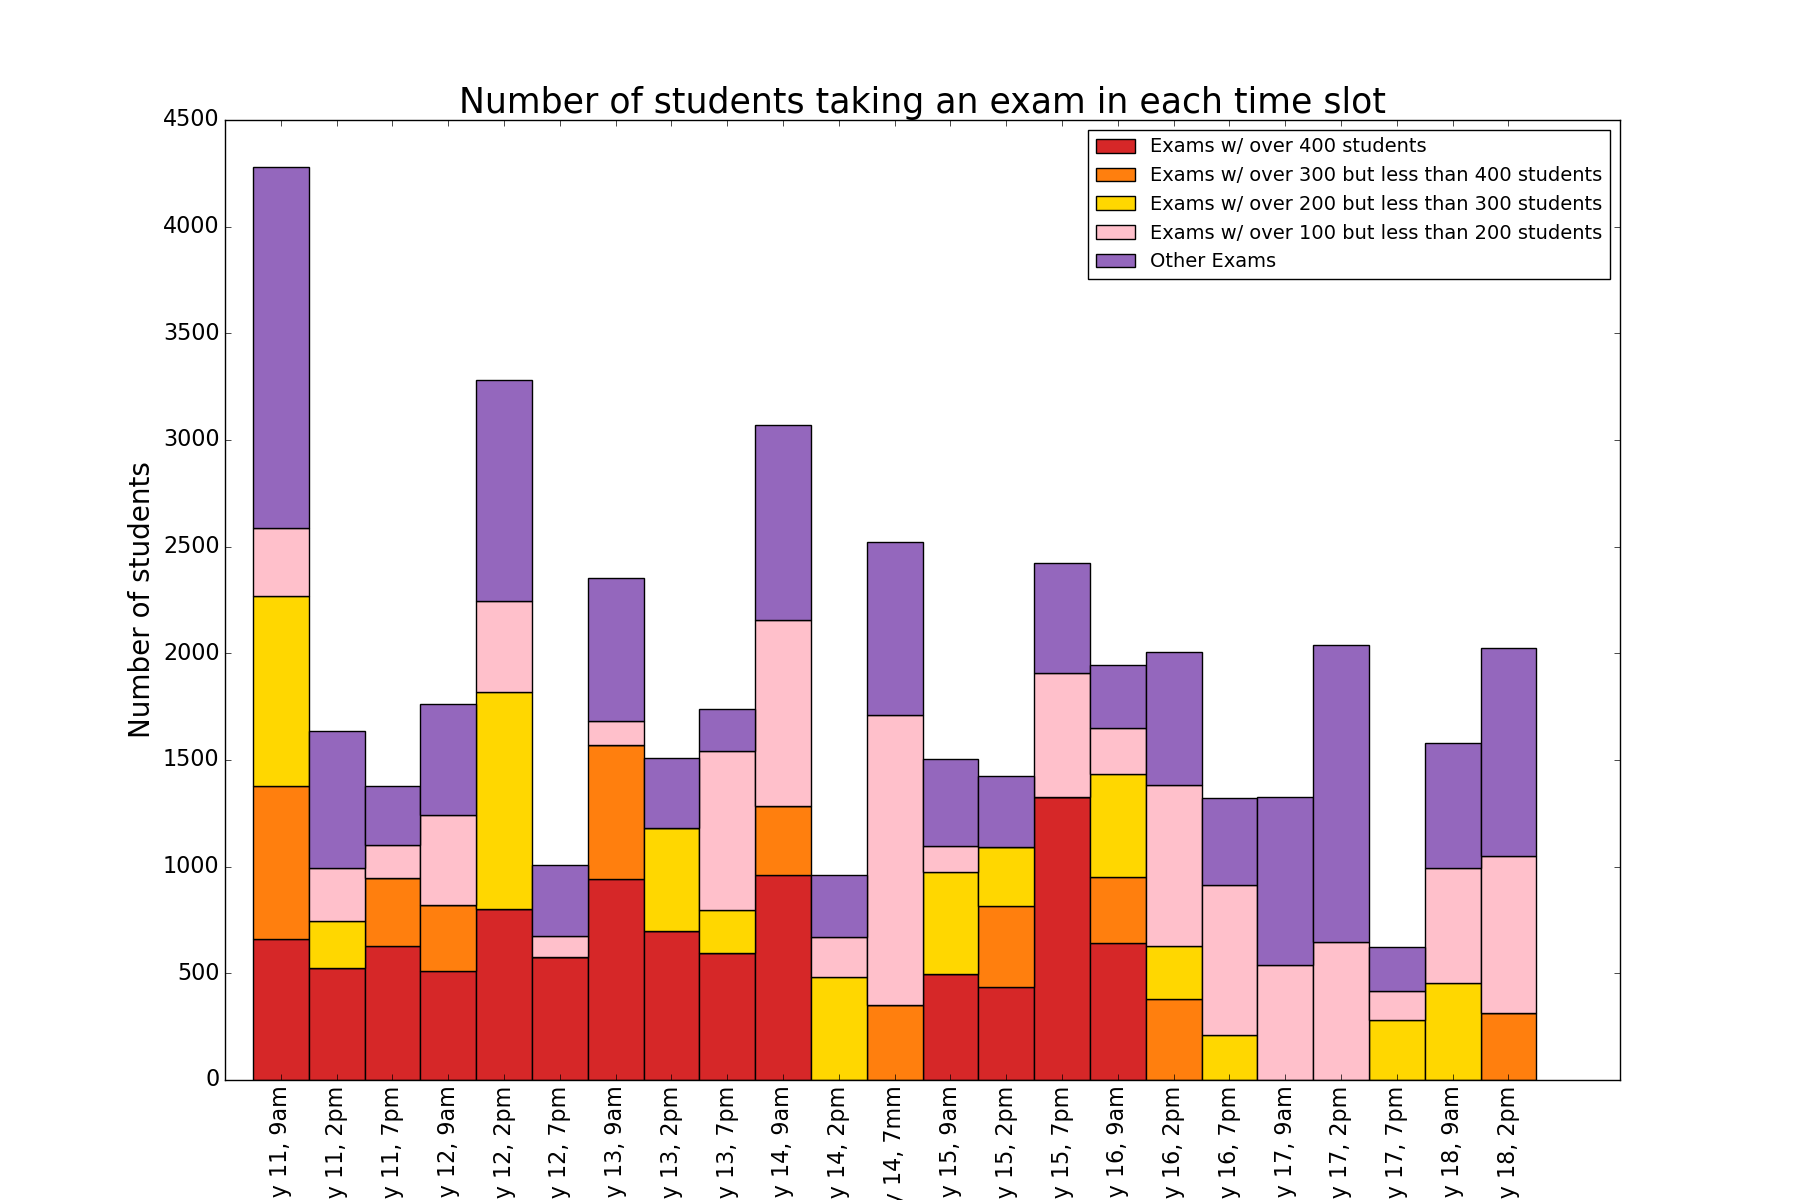 Number of students taking an exam in each time slot
Number of students
4500
4000
3500
3000
2500
2000
1500
1000
500
0
Exams w/ over 400 students
Exams w/ over 300 but less than 400 students
Exams w/ over 200 but less than 300 students
Exams w/ over 100 but less than 200 students
Other Exams
y 11, 9am
y 11, 2pm
y 11, 7pm
y 12, 9am
y 12, 2pm
y 12, 7pm
y 13, 9am
y 13, 2pm
y 13, 7pm
y 14, 9am
y 14, 2pm
y 14, 7mm
y 15, 9am
y 15, 2pm
y 15, 7pm
y 16, 9am
y 16, 2pm
y 16, 7pm
y 17, 9am
y 17, 2pm
y 17, 7pm
y 18, 9am
y 18, 2pm